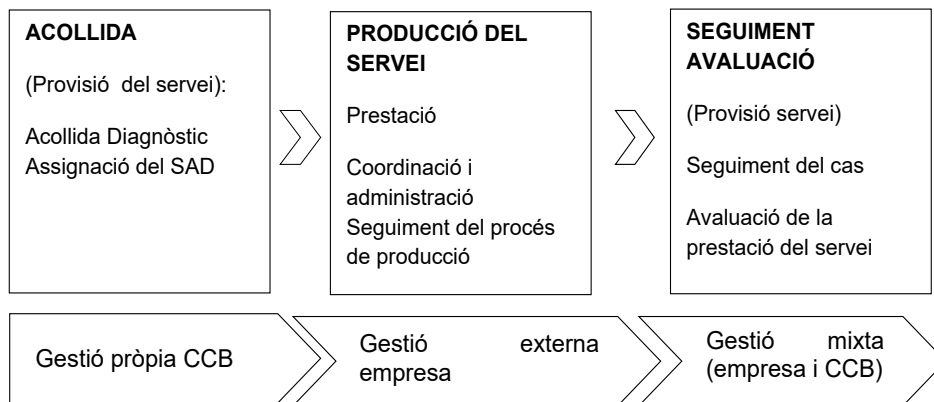 ACOLLIDA
(Provisió del servei):
Acollida Diagnòstic
Assignació del SAD
PRODUCCIÓ DEL
SERVEI
Prestació
Coordinació i
administració
Seguiment del procés
de producció
SEGUIMENT
AVALUACIÓ
(Provisió servei)
Seguiment del cas
Avaluació de la
prestació del servei
Gestió pròpia CCB
Gestió externa
empresa
Gestió mixta
(empresa i CCB)